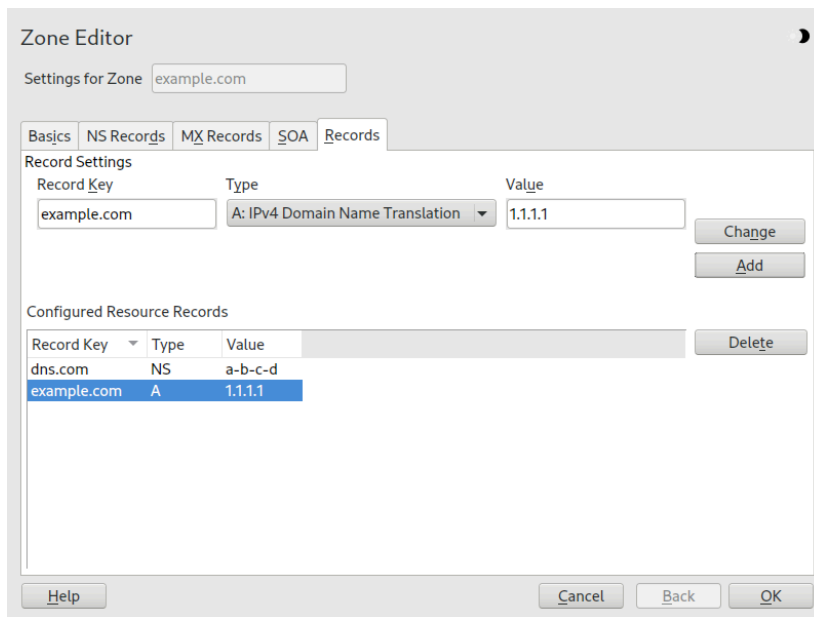 Zone Editor
Settings for Zone example.com
Basics NS Records MX Records SOA Records
Record Settings
Record Key Type Value
example.com A: IPv4 Domain Name Translation 1.1.1.1
Change
Add
Configured Resource Records
Record Key Type Value Delete
dns.com NS a-b-c-d
example.com A 1.1.1.1
Help Cancel Back OK